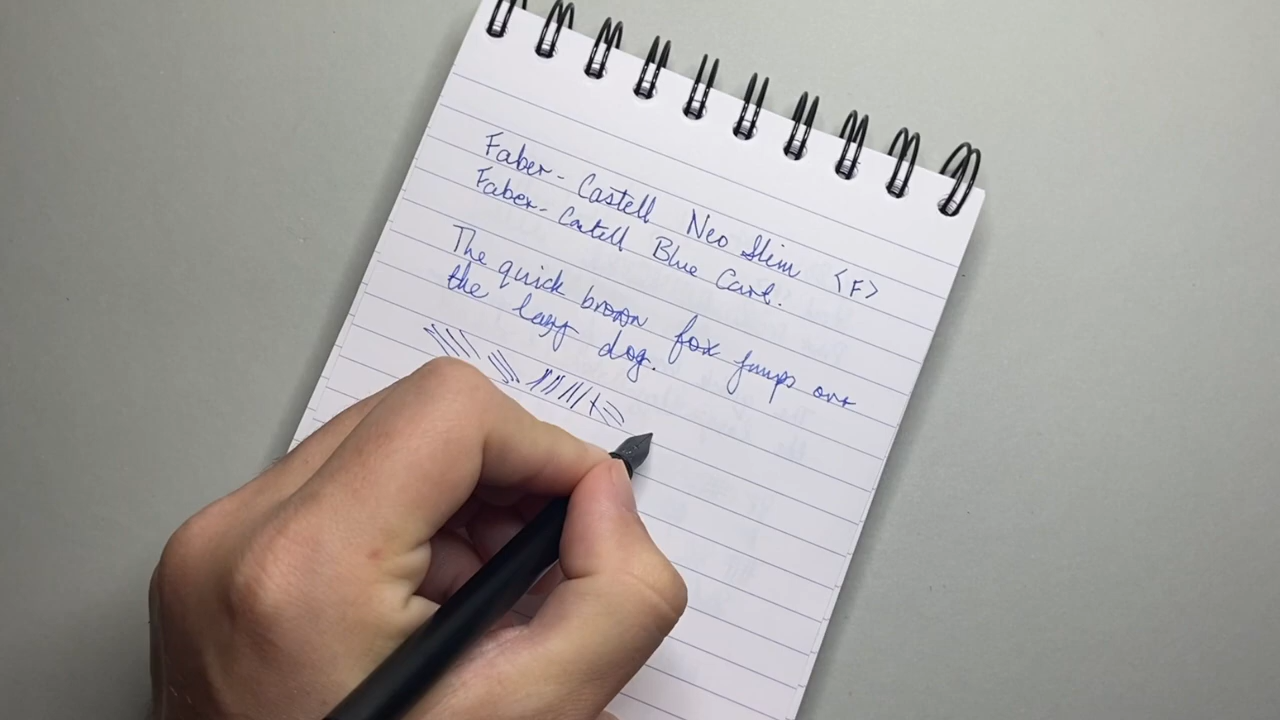 Faber-Castell Neo Slim <F>
Faber-Castell Blue Cart.
The quick brown fox jumps over
the lazy dog.